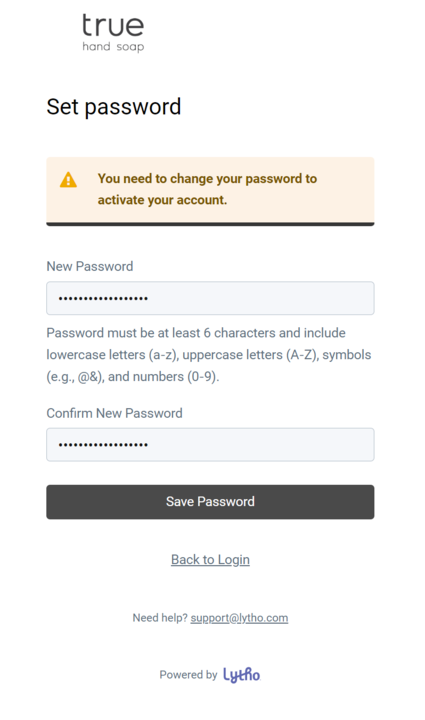 true
hand soap
Set password
You need to change your password to
activate your account.
New Password
••••••••••••••••••
Password must be at least 6 characters and include
lowercase letters (a-z), uppercase letters (A-Z), symbols
(e.g., @&), and numbers (0-9).
Confirm New Password
••••••••••••••••••
Save Password
Back to Login
Need help? support@lytho.com
Powered by lytho